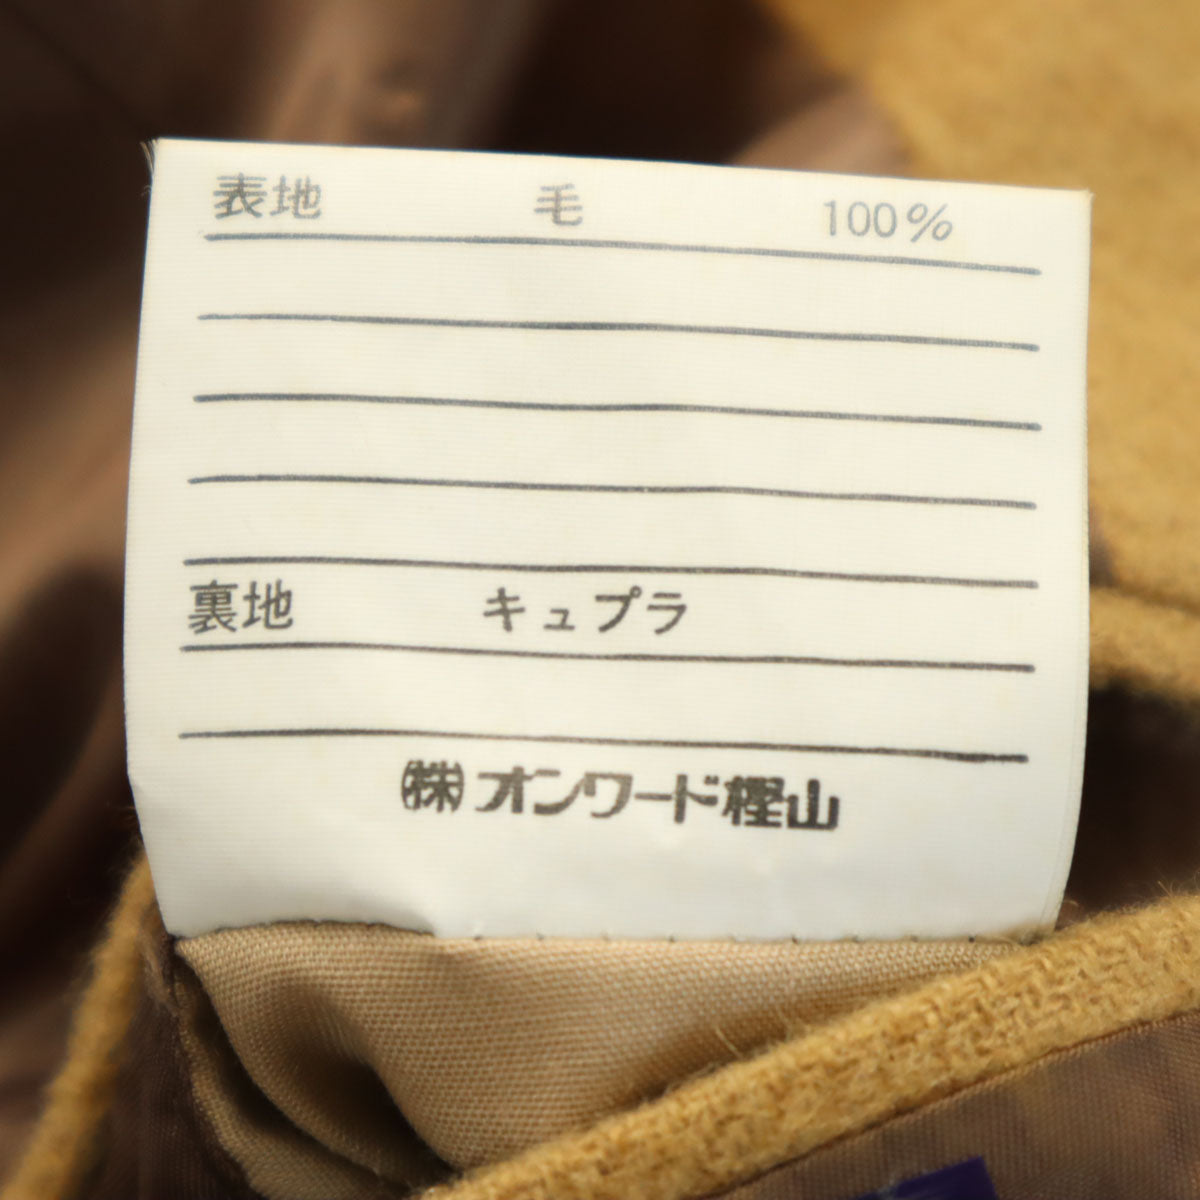 表地 毛 100%
裏地 キュプラ
㈱オンワード樫山